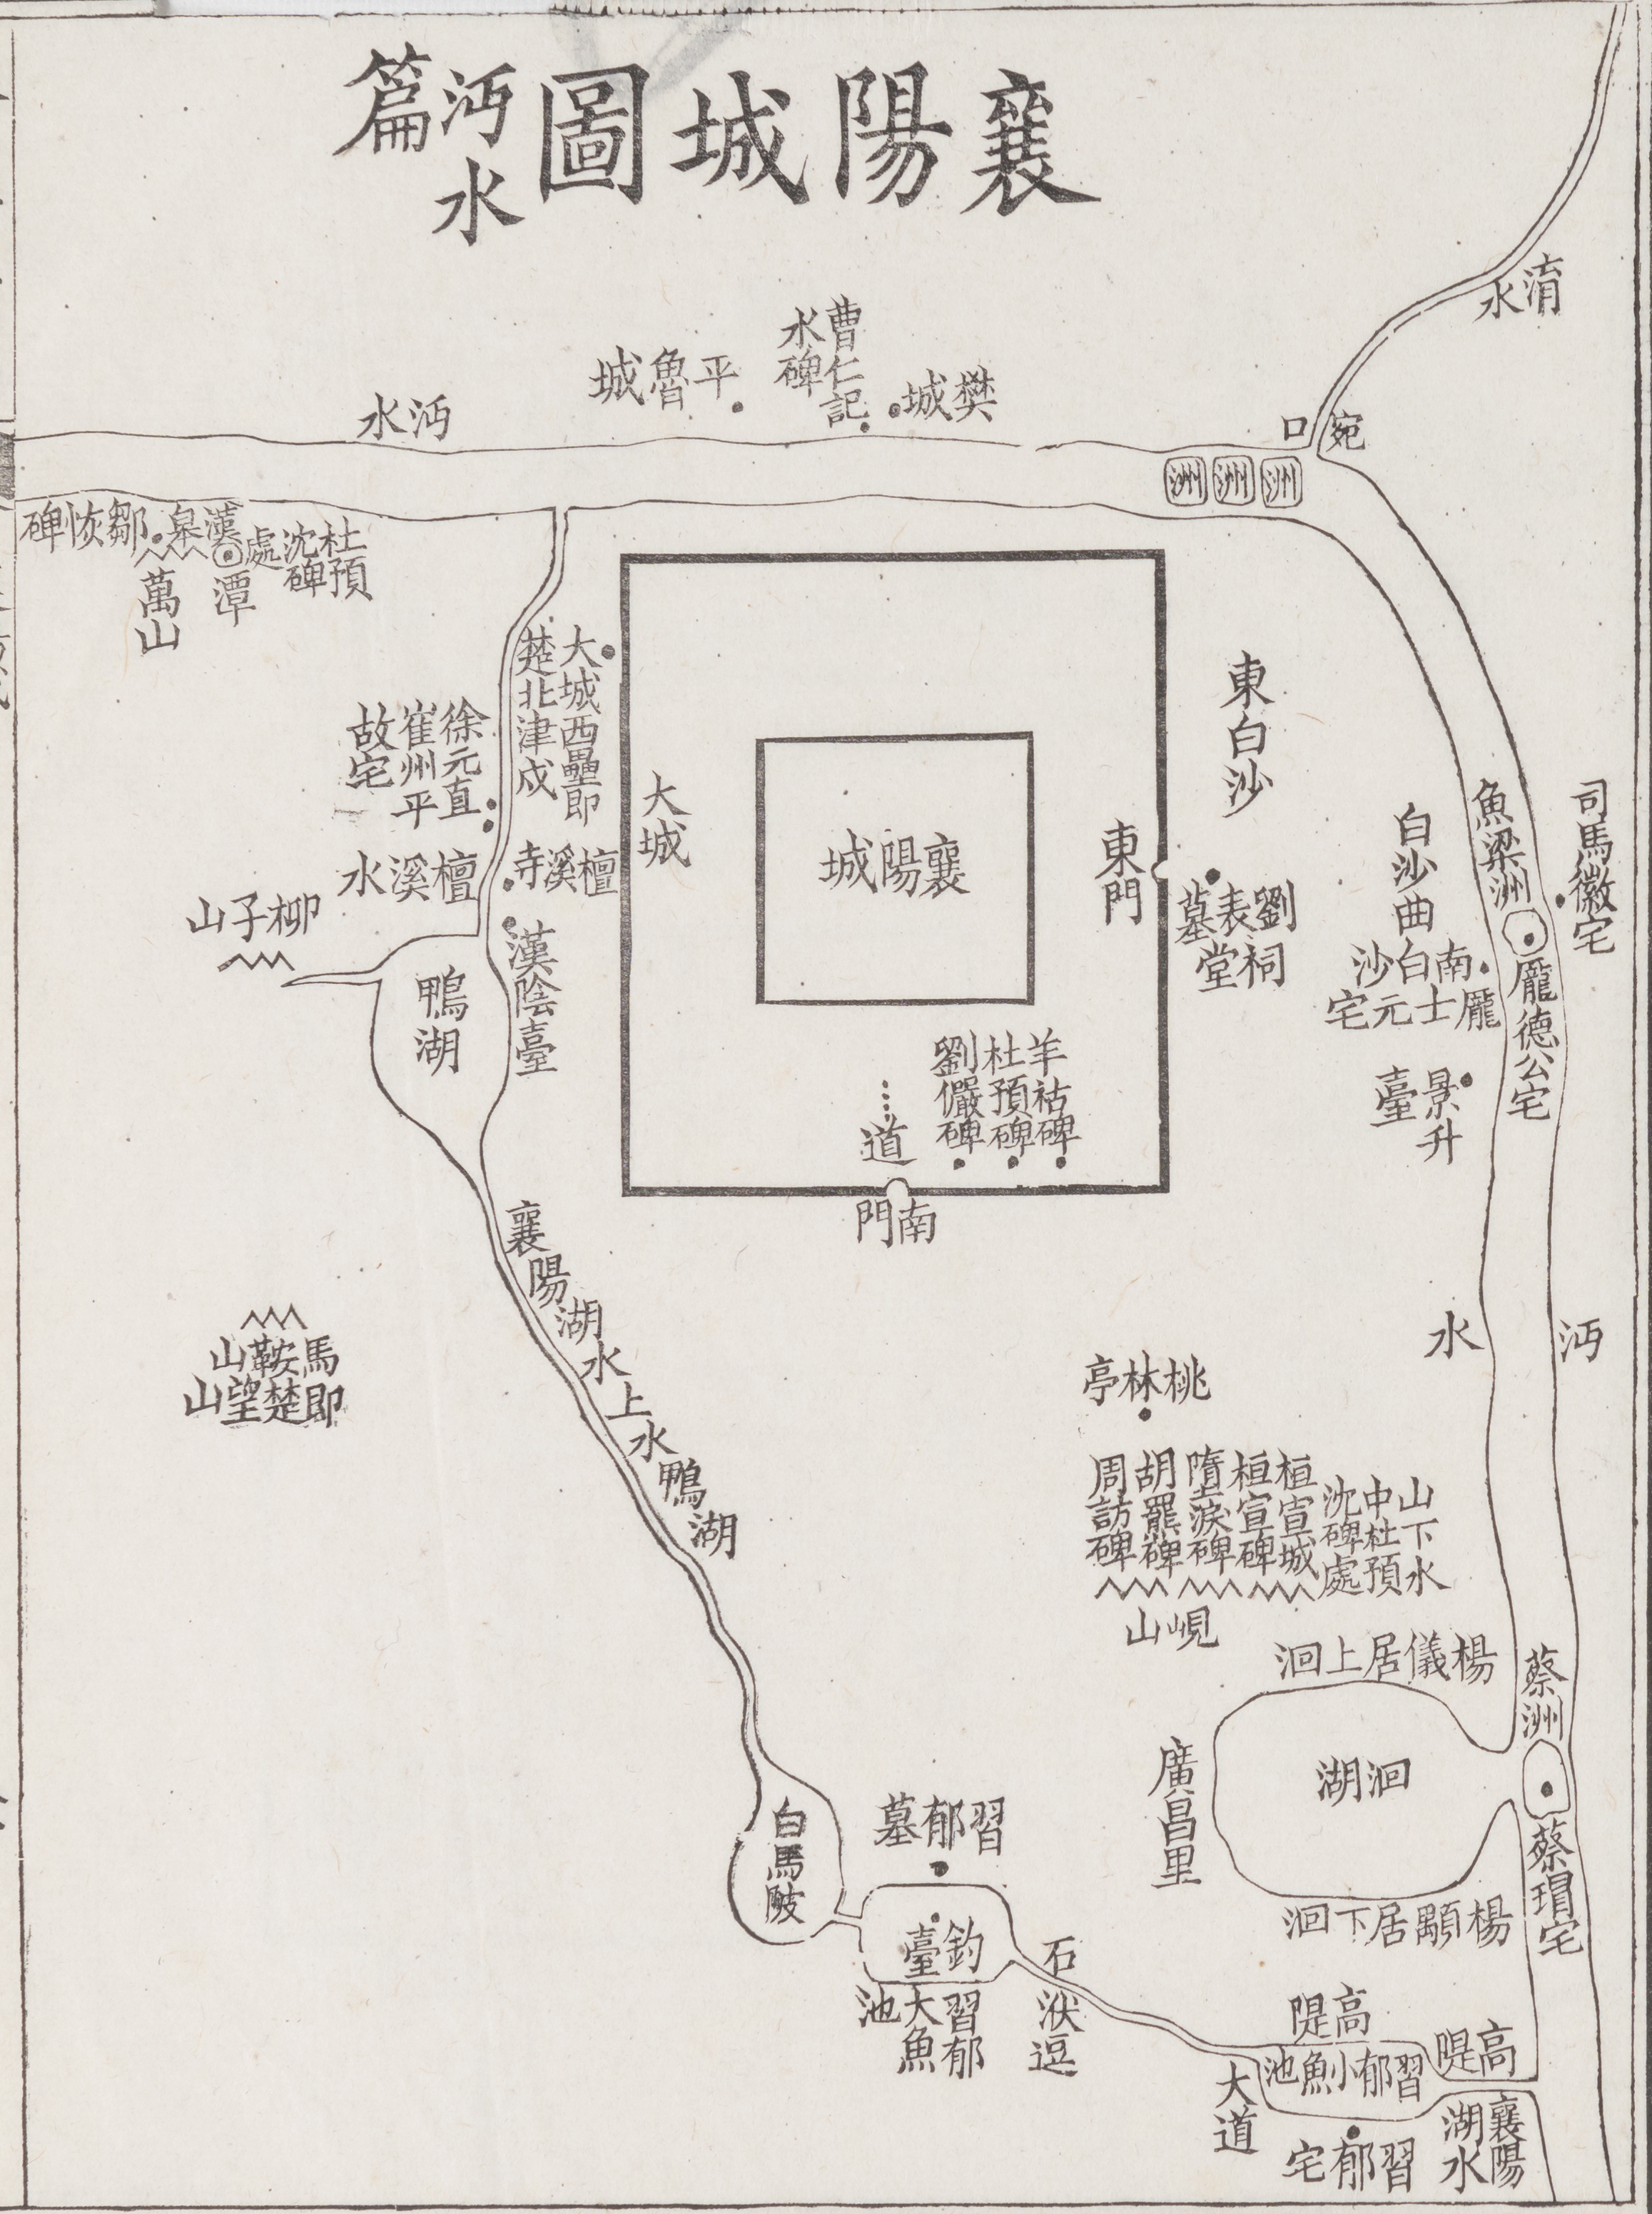 襄陽城圖
沔水
篇
淯水
宛口
洲
洲
洲
樊城
曹仁記
水碑
平魯城
沔水
杜預
沈碑
處
漢皋
潭
鄒恢碑
萬山
大城西壘即
楚北津戍
徐元直
崔州平
故宅
檀溪寺
檀溪水
柳子山
漢陰臺
鴨湖
大城
襄陽城
東門
羊祜碑
杜預碑
劉儼碑
道
南門
東白沙
劉表墓
祠堂
司馬徽宅
魚梁洲
龐德公宅
白沙曲
南白沙
龐士元宅
景升
臺
沔水
襄陽湖水上水鴨湖
馬鞍山
即望楚山
桃林亭
山下水
中杜預
沈碑處
桓宣城
桓宣碑
墮淚碑
胡羆碑
周訪碑
峴山
楊儀居上洄
蔡洲
洄湖
廣昌里
蔡瑁宅
楊顒居下洄
白馬陂
習郁墓
釣臺
習郁
大魚
池
石洑逗
高隄
高隄
習郁小魚池
大道
習郁宅
襄陽
湖水